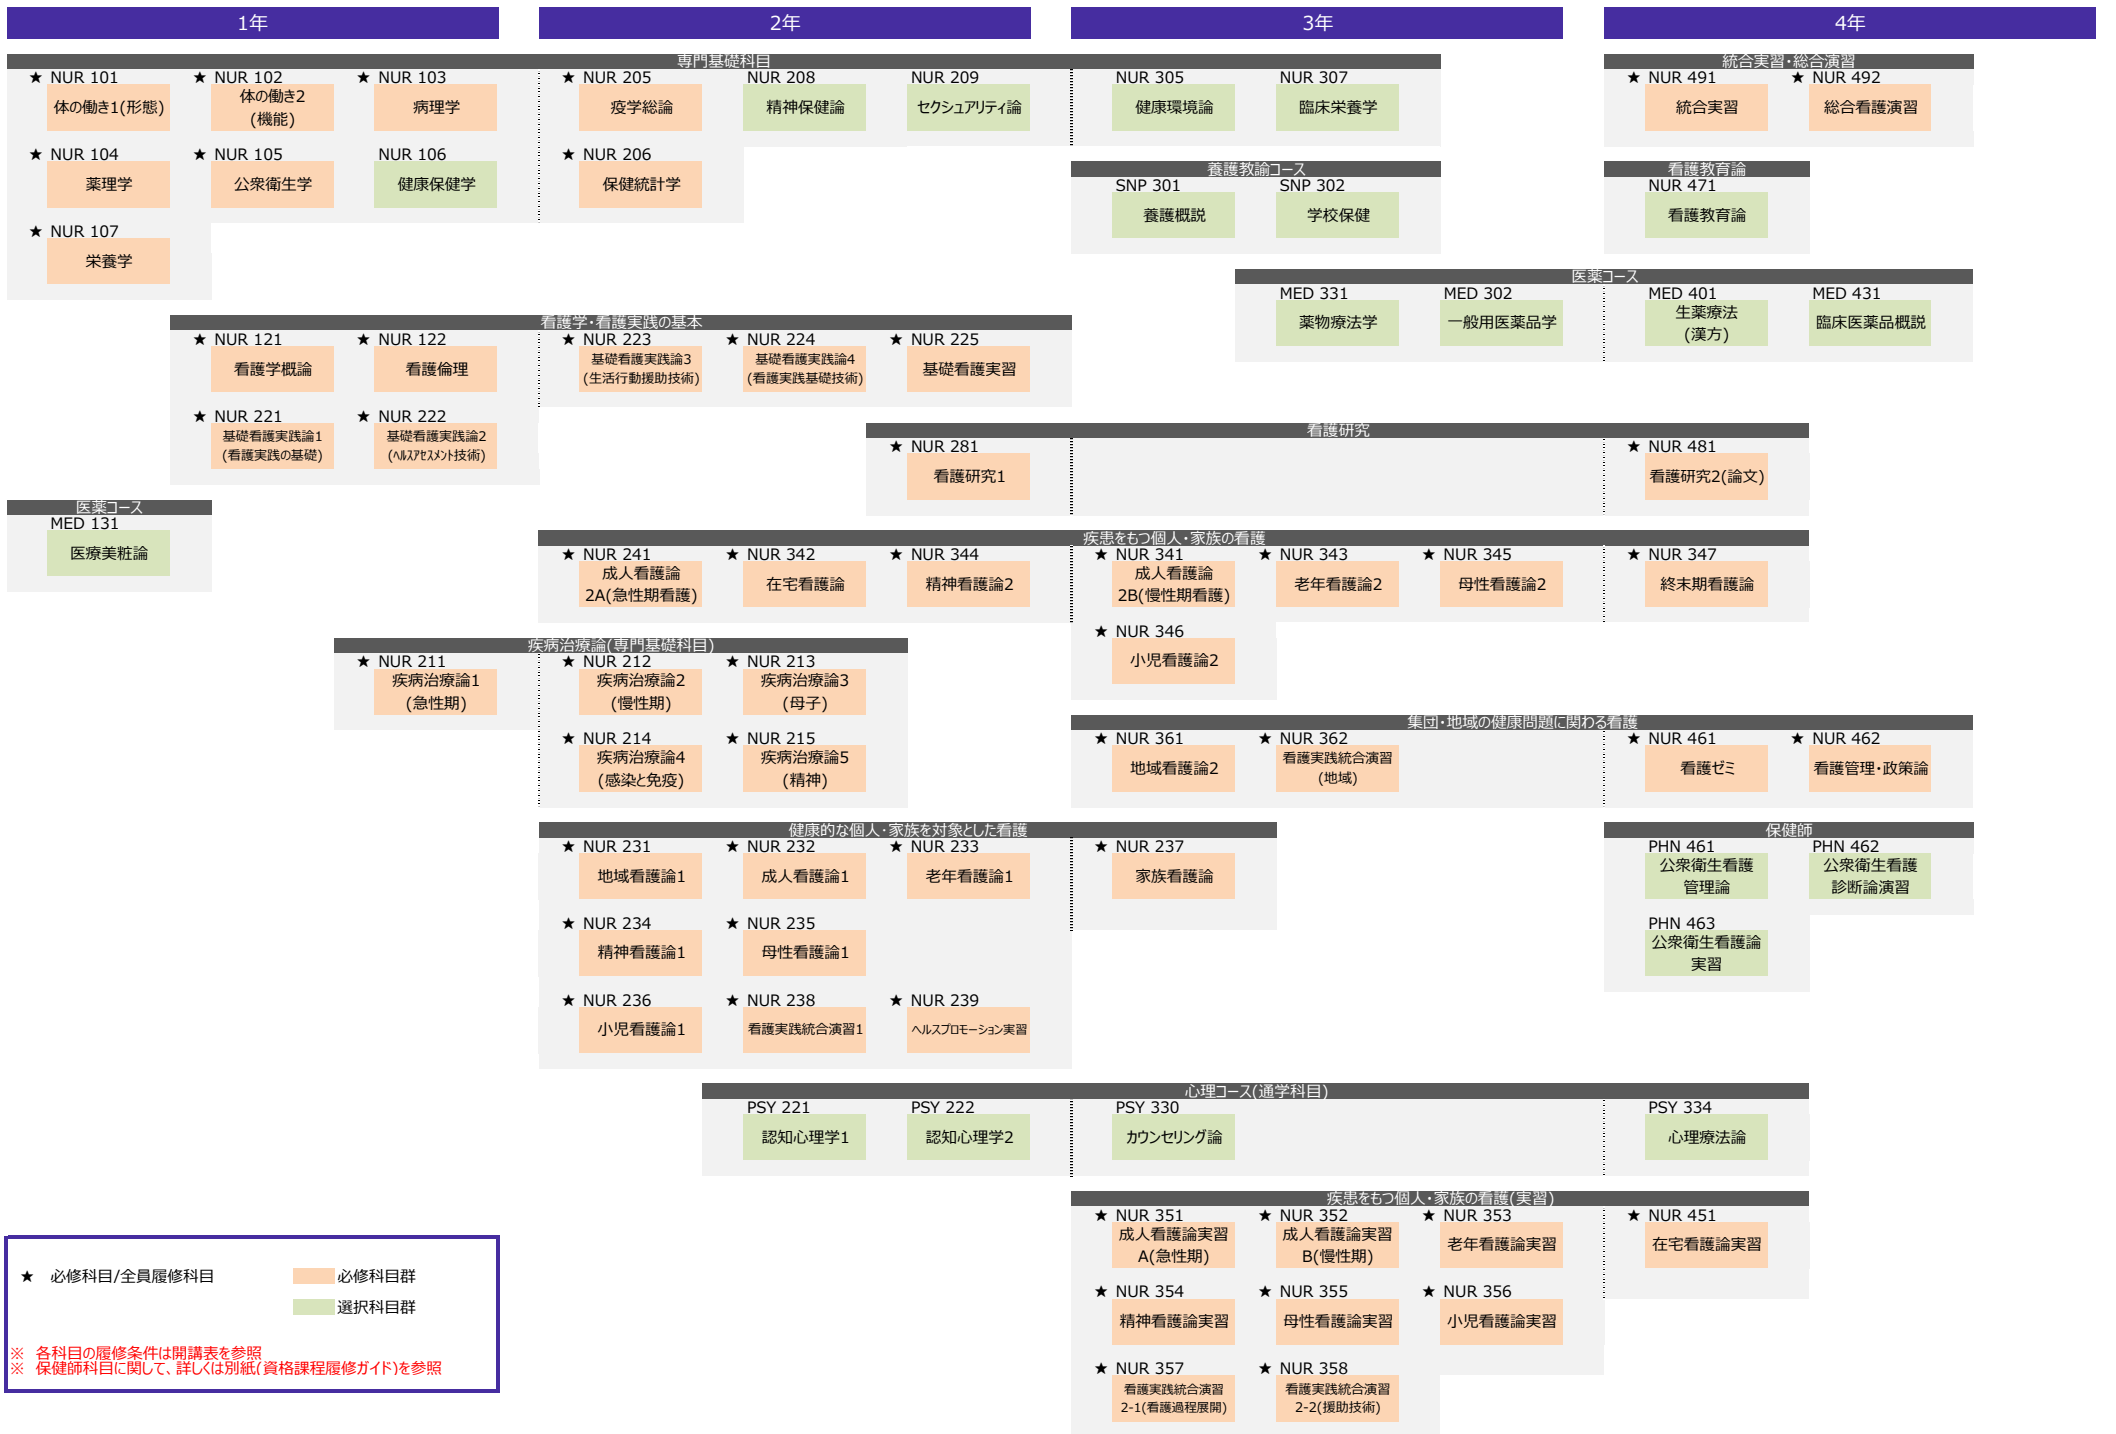 1年
2年
3年
4年
専門基礎科目
★ NUR 101
体の働き1(形態)
★ NUR 102
体の働き2
(機能)
★ NUR 103
病理学
★ NUR 205
疫学総論
NUR 208
精神保健論
NUR 209
セクシュアリティ論
NUR 305
健康環境論
NUR 307
臨床栄養学
★ NUR 104
薬理学
★ NUR 105
公衆衛生学
NUR 106
健康保健学
★ NUR 206
保健統計学
★ NUR 107
栄養学
統合実習・総合演習
★ NUR 491
統合実習
★ NUR 492
総合看護演習
養護教諭コース
SNP 301
養護概説
SNP 302
学校保健
看護教育論
NUR 471
看護教育論
医薬コース
MED 331
薬物療法学
MED 302
一般用医薬品学
MED 401
生薬療法
(漢方)
MED 431
臨床医薬品概説
看護学・看護実践の基本
★ NUR 121
看護学概論
★ NUR 122
看護倫理
★ NUR 223
基礎看護実践論3
(生活行動援助技術)
★ NUR 224
基礎看護実践論4
(看護実践基礎技術)
★ NUR 225
基礎看護実習
★ NUR 221
基礎看護実践論1
(看護実践の基礎)
★ NUR 222
基礎看護実践論2
(ヘルスアセスメント技術)
看護研究
★ NUR 281
看護研究1
★ NUR 481
看護研究2(論文)
医薬コース
MED 131
医療美粧論
疾患をもつ個人・家族の看護
★ NUR 241
成人看護論
2A(急性期看護)
★ NUR 342
在宅看護論
★ NUR 344
精神看護論2
★ NUR 341
成人看護論
2B(慢性期看護)
★ NUR 343
老年看護論2
★ NUR 345
母性看護論2
★ NUR 347
終末期看護論
★ NUR 346
小児看護論2
疾病治療論(専門基礎科目)
★ NUR 211
疾病治療論1
(急性期)
★ NUR 212
疾病治療論2
(慢性期)
★ NUR 213
疾病治療論3
(母子)
★ NUR 214
疾病治療論4
(感染と免疫)
★ NUR 215
疾病治療論5
(精神)
集団・地域の健康問題に関わる看護
★ NUR 361
地域看護論2
★ NUR 362
看護実践統合演習
(地域)
★ NUR 461
看護ゼミ
★ NUR 462
看護管理・政策論
健康的な個人・家族を対象とした看護
★ NUR 231
地域看護論1
★ NUR 232
成人看護論1
★ NUR 233
老年看護論1
★ NUR 237
家族看護論
★ NUR 234
精神看護論1
★ NUR 235
母性看護論1
★ NUR 236
小児看護論1
★ NUR 238
看護実践統合演習1
★ NUR 239
ヘルスプロモーション実習
保健師
PHN 461
公衆衛生看護
管理論
PHN 462
公衆衛生看護
診断論演習
PHN 463
公衆衛生看護論
実習
心理コース(通学科目)
PSY 221
認知心理学1
PSY 222
認知心理学2
PSY 330
カウンセリング論
PSY 334
心理療法論
疾患をもつ個人・家族の看護(実習)
★ NUR 351
成人看護論実習
A(急性期)
★ NUR 352
成人看護論実習
B(慢性期)
★ NUR 353
老年看護論実習
★ NUR 451
在宅看護論実習
★ NUR 354
精神看護論実習
★ NUR 355
母性看護論実習
★ NUR 356
小児看護論実習
★ NUR 357
看護実践統合演習
2-1(看護過程展開)
★ NUR 358
看護実践統合演習
2-2(援助技術)
★ 必修科目/全員履修科目
必修科目群
選択科目群
※ 各科目の履修条件は開講表を参照
※ 保健師科目に関して、詳しくは別紙(資格課程履修ガイド)を参照